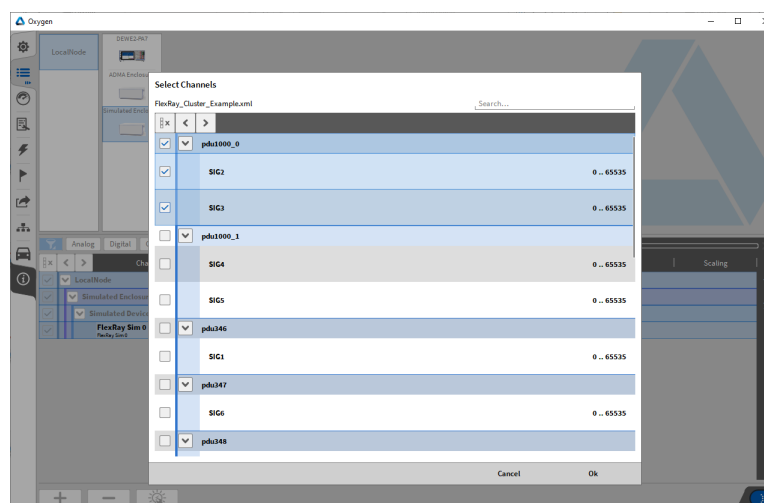 Oxygen
DEWE2-PA7
LocalNode
ADMA Enclosu
Simulated Enclo
Select Channels
FlexRay_Cluster_Example.xml
Search...
pdu1000_0
SIG2 0 .. 65535
SIG3 0 .. 65535
pdu1000_1
SIG4 0 .. 65535
SIG5 0 .. 65535
pdu346
SIG1 0 .. 65535
pdu347
SIG6 0 .. 65535
pdu348
Cancel Ok
Analog Digital
Cha Scaling
LocalNode
Simulated Enclosur
Simulated Device
FlexRay Sim 0
FlexRay Sim 0